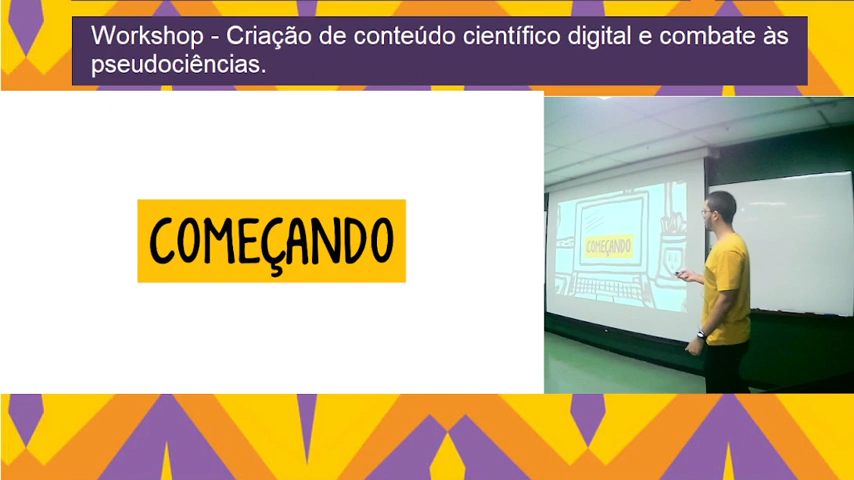 Workshop - Criação de conteúdo científico digital e combate às
pseudociências.
COMEÇANDO
COMEÇANDO